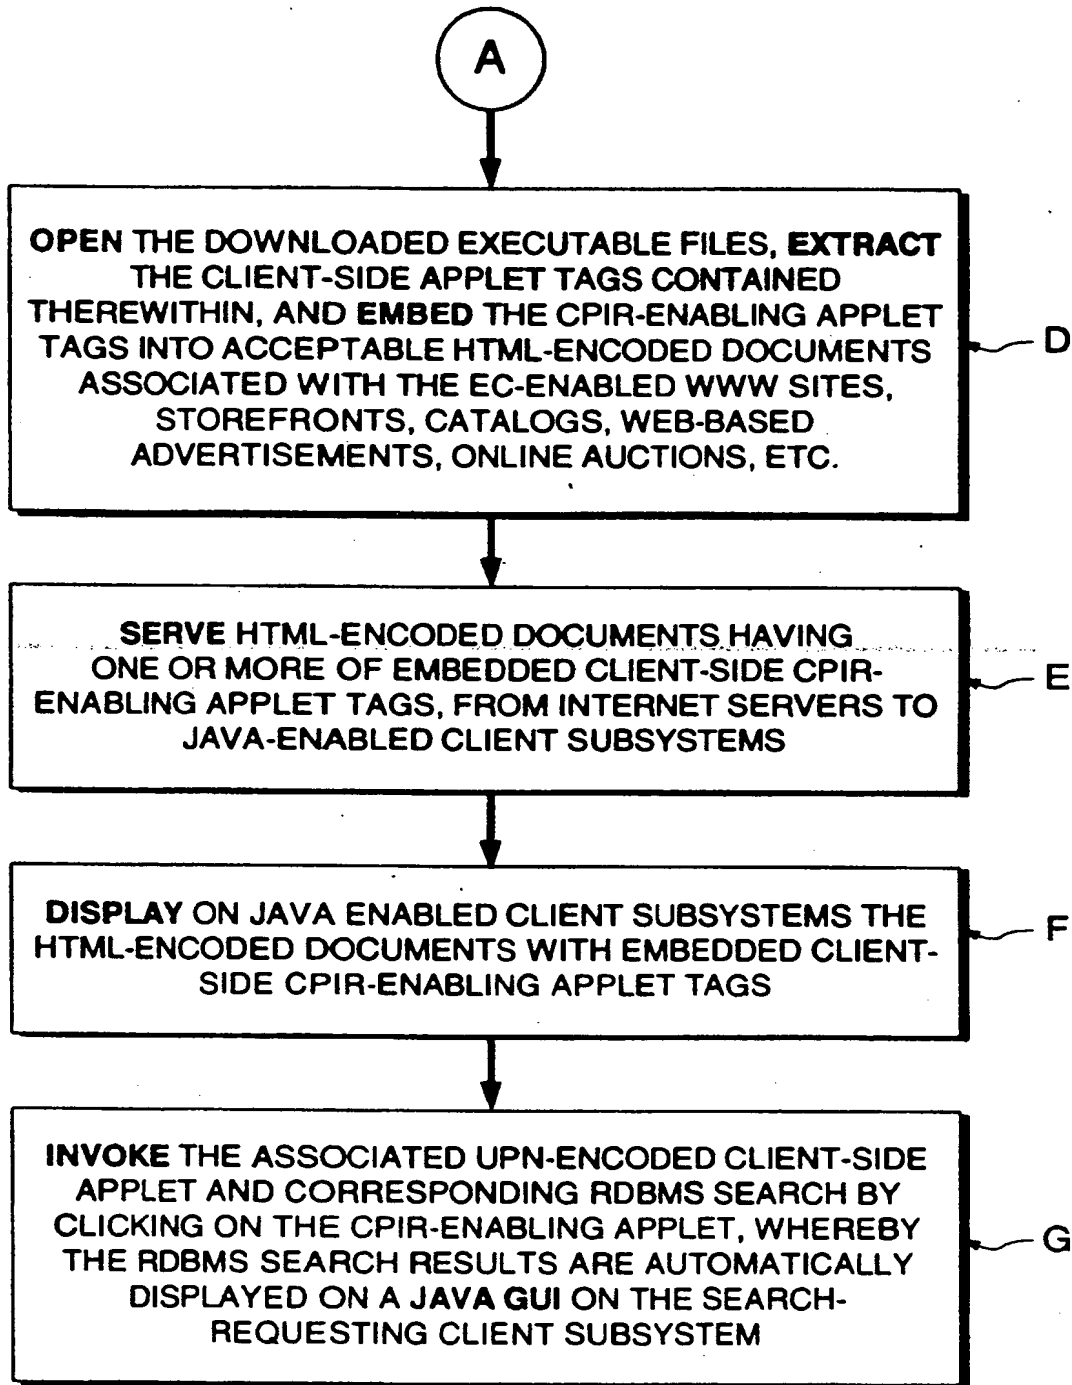 A
OPEN THE DOWNLOADED EXECUTABLE FILES, EXTRACT
THE CLIENT-SIDE APPLET TAGS CONTAINED
THEREWITHIN, AND EMBED THE CPIR-ENABLING APPLET
TAGS INTO ACCEPTABLE HTML-ENCODED DOCUMENTS
ASSOCIATED WITH THE EC-ENABLED WWW SITES,
STOREFRONTS, CATALOGS, WEB-BASED
ADVERTISEMENTS, ONLINE AUCTIONS, ETC.
D
SERVE HTML-ENCODED DOCUMENTS HAVING
ONE OR MORE OF EMBEDDED CLIENT-SIDE CPIR-
ENABLING APPLET TAGS, FROM INTERNET SERVERS TO
JAVA-ENABLED CLIENT SUBSYSTEMS
E
DISPLAY ON JAVA ENABLED CLIENT SUBSYSTEMS THE
HTML-ENCODED DOCUMENTS WITH EMBEDDED CLIENT-
SIDE CPIR-ENABLING APPLET TAGS
F
INVOKE THE ASSOCIATED UPN-ENCODED CLIENT-SIDE
APPLET AND CORRESPONDING RDBMS SEARCH BY
CLICKING ON THE CPIR-ENABLING APPLET, WHEREBY
THE RDBMS SEARCH RESULTS ARE AUTOMATICALLY
DISPLAYED ON A JAVA GUI ON THE SEARCH-
REQUESTING CLIENT SUBSYSTEM
G